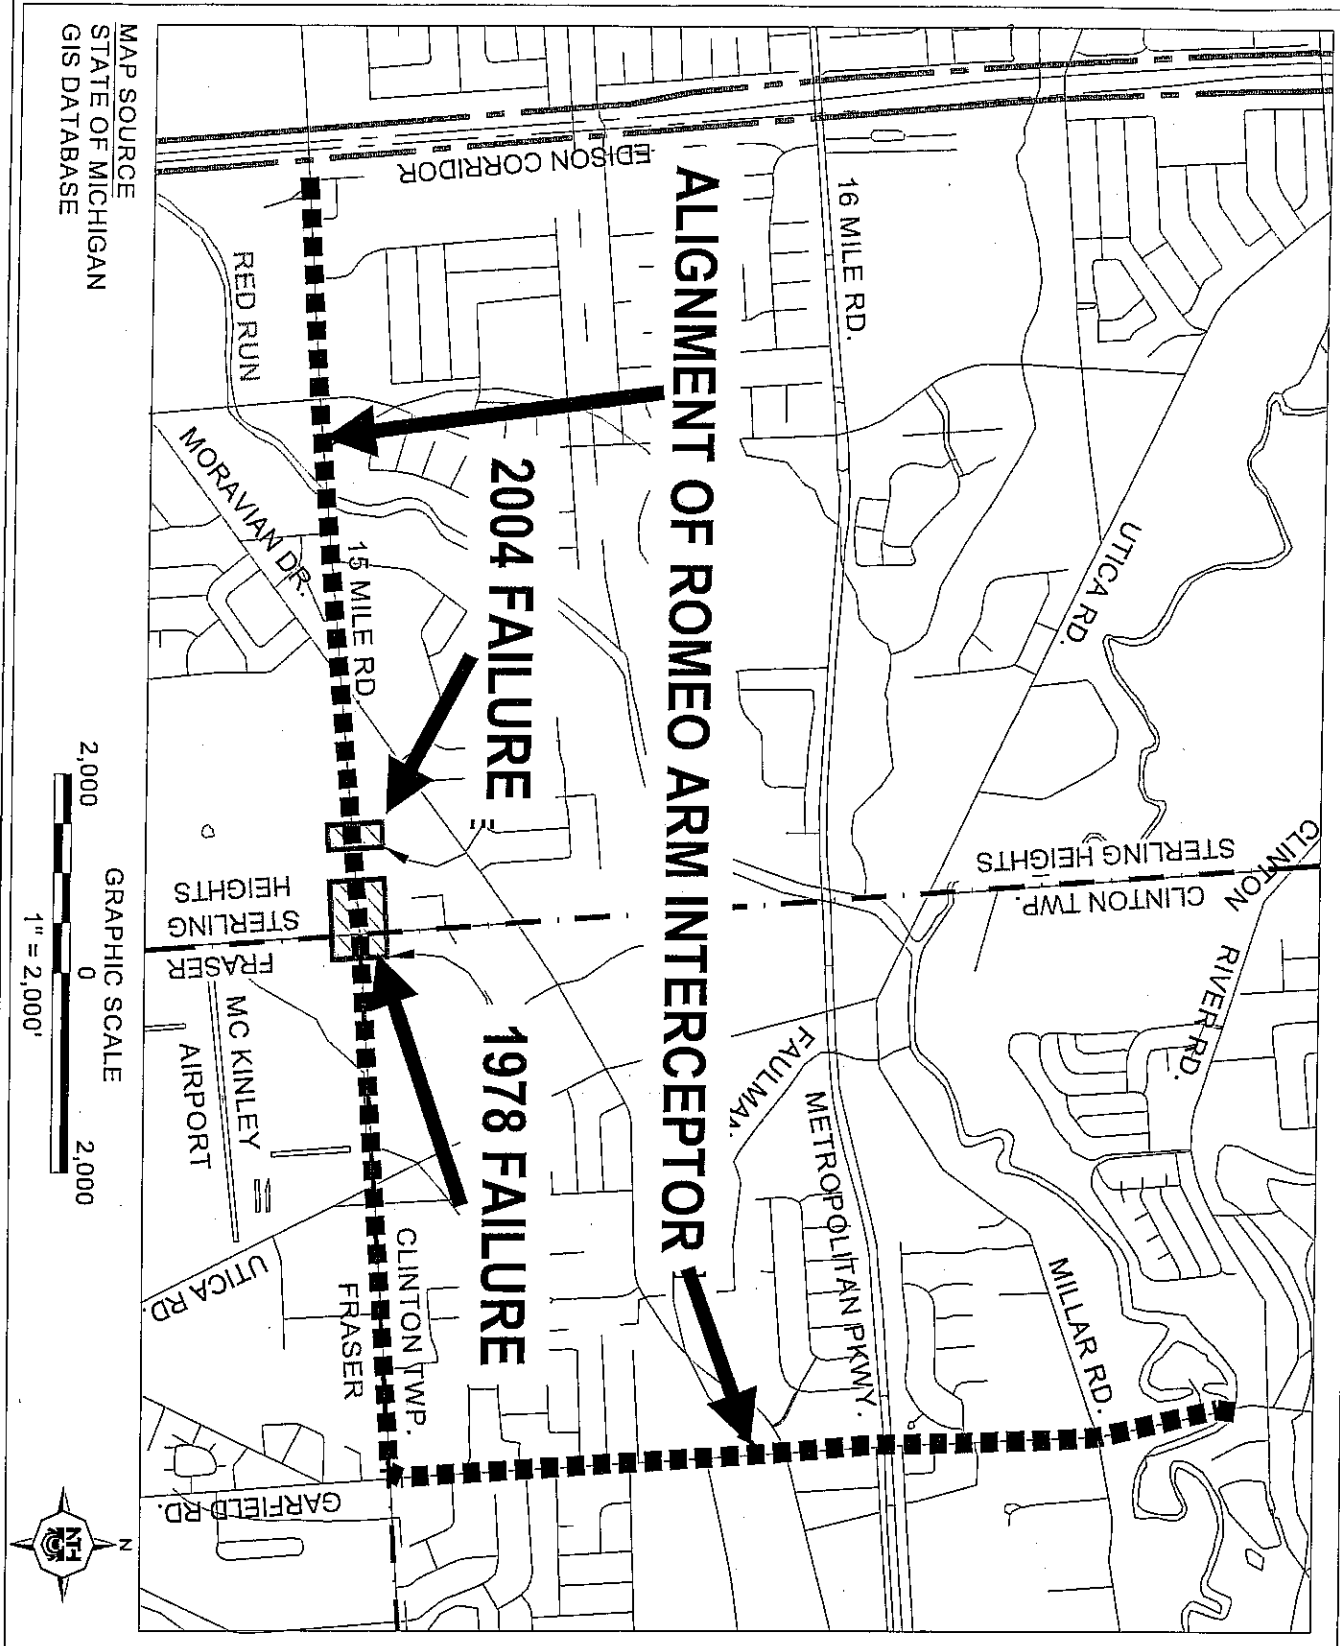 EDISON CORRIDOR
16 MILE RD.
ALIGNMENT OF ROMEO ARM INTERCEPTOR
RED RUN
MORAVIAN DR.
15 MILE RD.
2004 FAILURE
1978 FAILURE
UTICA RD.
STERLING HEIGHTS
CLINTON TWP.
CLINTON
RIVER RD.
METROPOLITAN PKWY.
MILLAR RD.
STERLING
HEIGHTS
FRASER
MC KINLEY
AIRPORT
UTICA RD.
CLINTON TWP.
FRASER
GARFIELD RD.
MAP SOURCE
STATE OF MICHIGAN
GIS DATABASE
GRAPHIC SCALE
2,000 0 2,000
1" = 2,000'
N
NTH